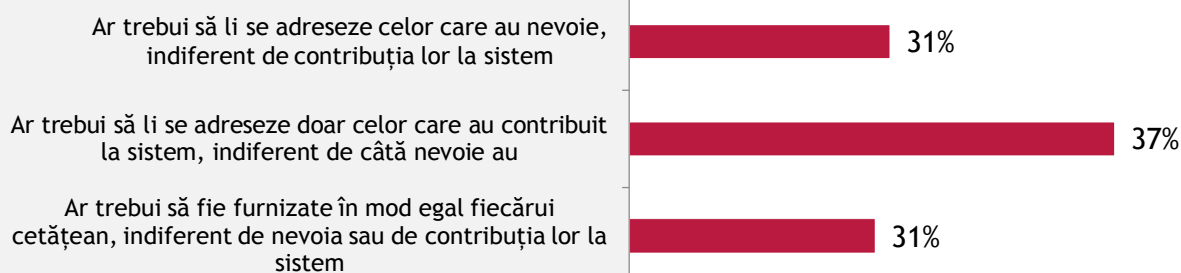 Ar trebui să li se adreseze celor care au nevoie,
indiferent de contribuția lor la sistem
31%
Ar trebui să li se adreseze doar celor care au contribuit
la sistem, indiferent de câtă nevoie au
37%
Ar trebui să fie furnizate în mod egal fiecărui
cetățean, indiferent de nevoia sau de contribuția lor la
sistem
31%